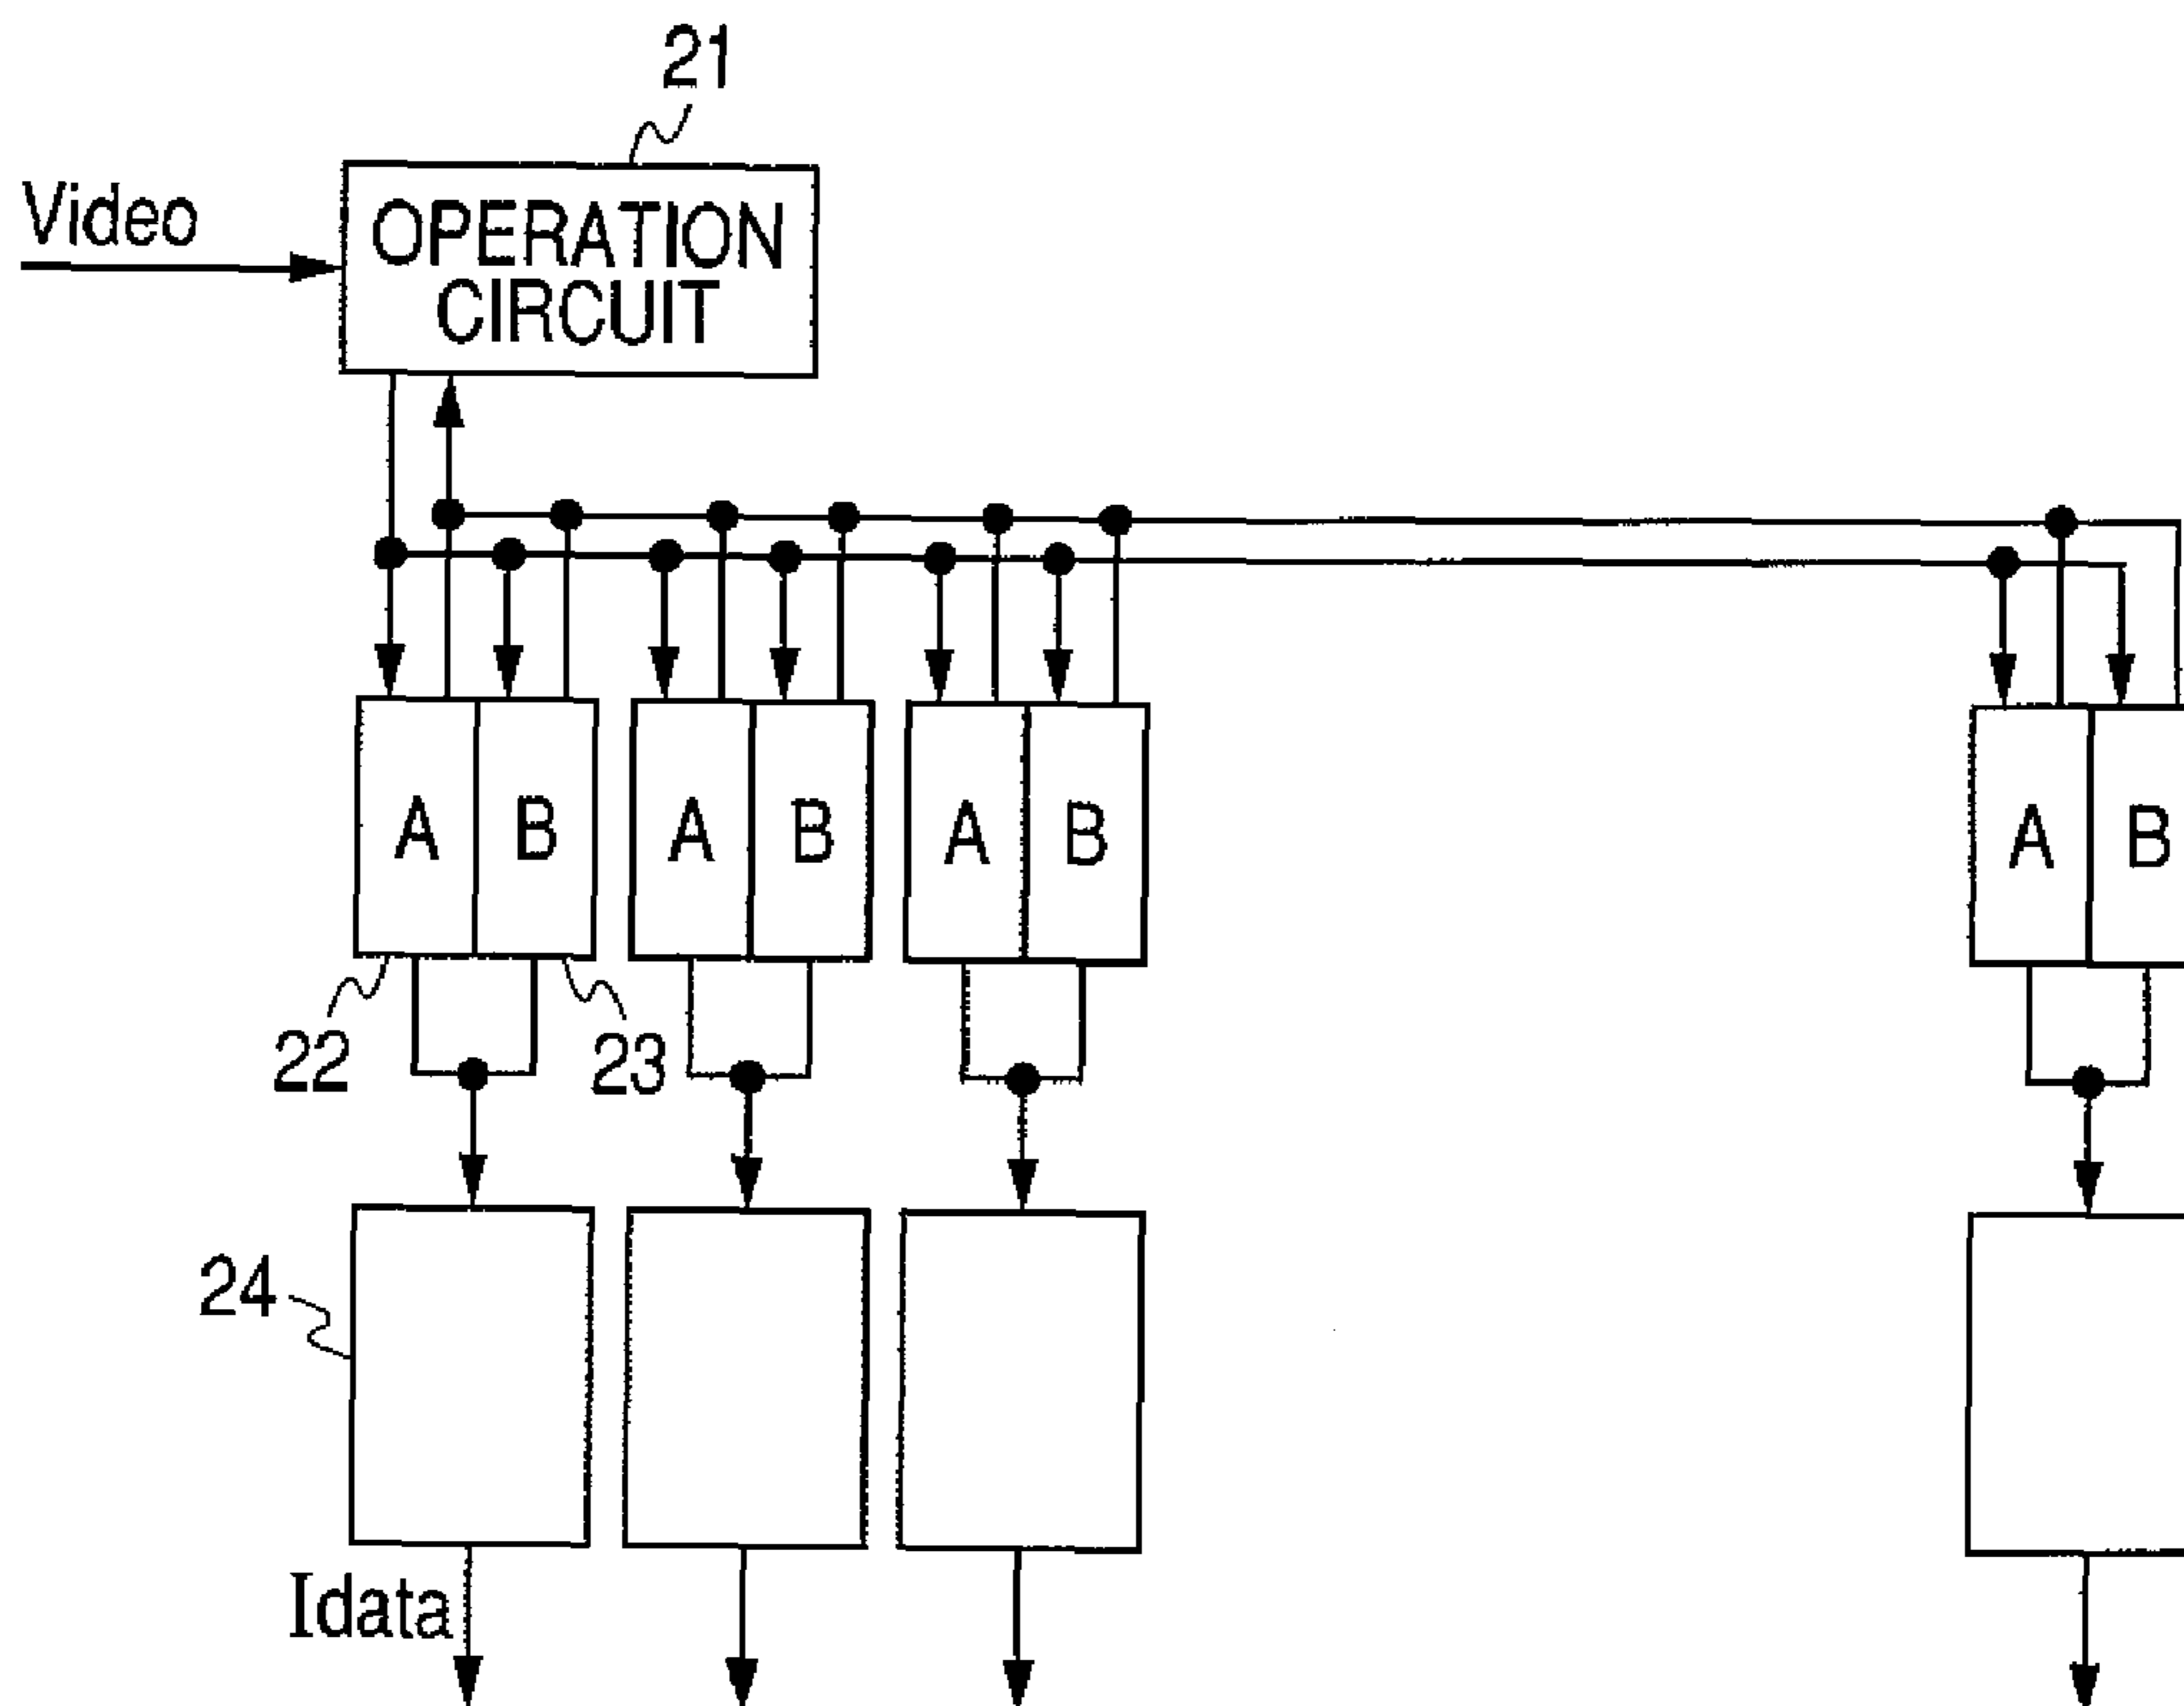 21
Video
OPERATION
CIRCUIT
A B A B A B A B
22 23
24
Idata